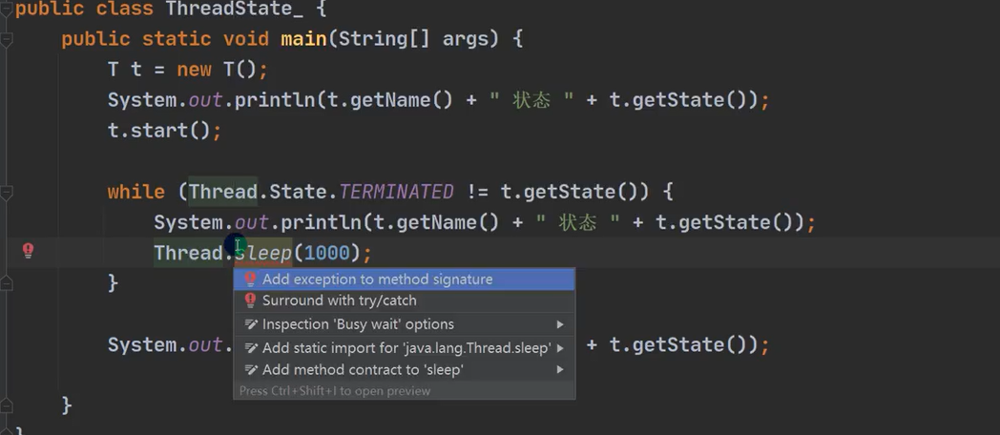 public class ThreadState_ {
public static void main(String[] args) {
T t = new T();
System.out.println(t.getName() + " 状态 " + t.getState());
t.start();
while (Thread.State.TERMINATED != t.getState()) {
System.out.println(t.getName() + " 状态 " + t.getState());
Thread.sleep(1000);
Add exception to method signature
}
Surround with try/catch
Inspection 'Busy wait' options
System.out. + t.getState());
Add static import for 'java.lang.Thread.sleep'
Add method contract to 'sleep'
Press Ctrl+Shift+I to open preview
}
}